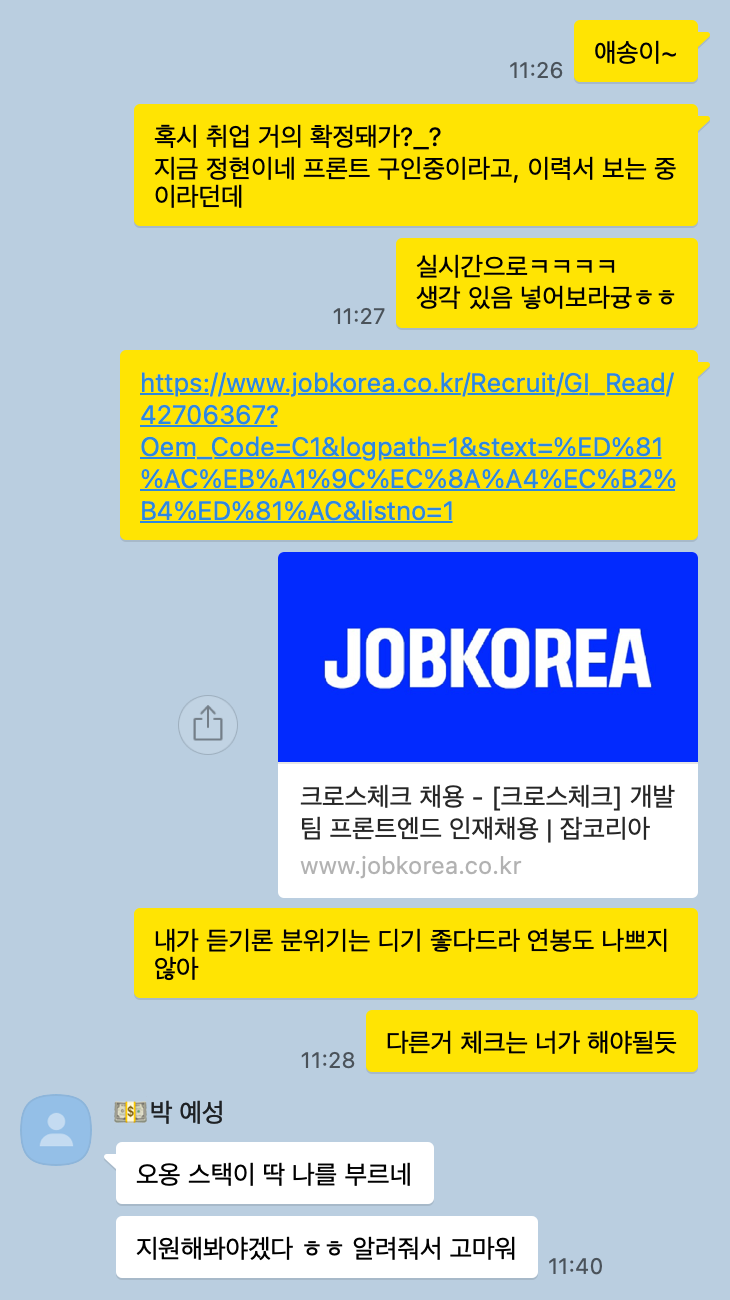 애송이~
11:26
혹시 취업 거의 확정돼가?_?
지금 정현이네 프론트 구인중이라고, 이력서 보는 중
이라던데
실시간으로ㅋㅋㅋㅋ
생각 있음 넣어보라귱ㅎㅎ
11:27
https://www.jobkorea.co.kr/Recruit/GI_Read/
42706367?
Oem_Code=C1&logpath=1&stext=%ED%81
%AC%EB%A1%9C%EC%8A%A4%EC%B2%
B4%ED%81%AC&listno=1
JOBKOREA
크로스체크 채용 - [크로스체크] 개발
팀 프론트엔드 인재채용 | 잡코리아
www.jobkorea.co.kr
내가 듣기론 분위기는 디기 좋다드라 연봉도 나쁘지
않아
다른거 체크는 너가 해야될듯
11:28
💵박 예성
오옹 스택이 딱 나를 부르네
지원해봐야겠다 ㅎㅎ 알려줘서 고마워
11:40